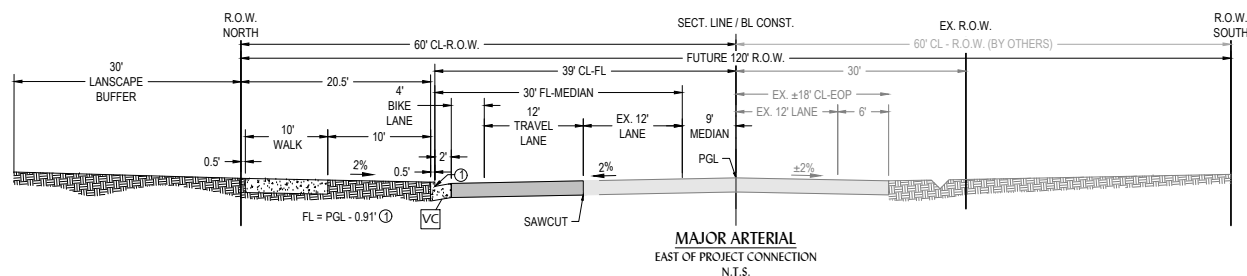 R.O.W.
NORTH
SECT. LINE / BL CONST.
EX. R.O.W.
R.O.W.
SOUTH
60' CL-R.O.W.
60' CL - R.O.W. (BY OTHERS)
FUTURE 120' R.O.W.
30'
LANSCAPE
BUFFER
20.5'
39' CL-FL
30'
4'
BIKE
LANE
30' FL-MEDIAN
EX. ±18' CL-EOP
12'
TRAVEL
LANE
EX. 12'
LANE
9'
MEDIAN
EX. 12' LANE
6'
10'
WALK
10'
2'
0.5'
2%
0.5'
1
2%
PGL
±2%
FL = PGL - 0.91' 1
VC
SAWCUT
MAJOR ARTERIAL
EAST OF PROJECT CONNECTION
N.T.S.